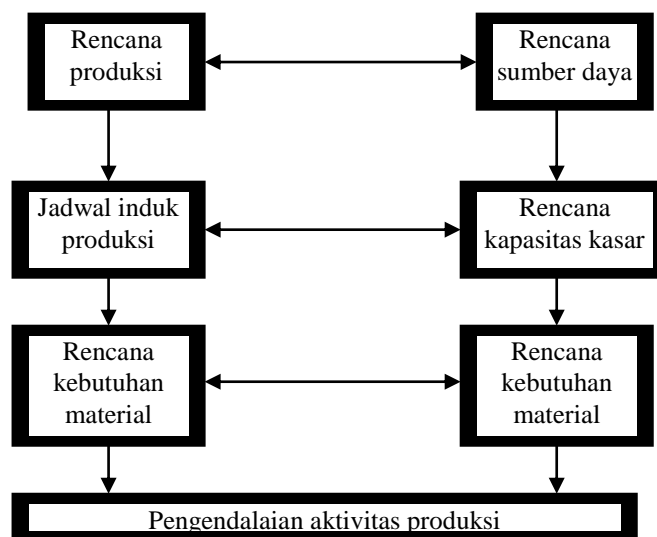 Rencana
produksi
Rencana
sumber daya
Jadwal induk
produksi
Rencana
kapasitas kasar
Rencana
kebutuhan
material
Rencana
kebutuhan
material
Pengendalaian aktivitas produksi